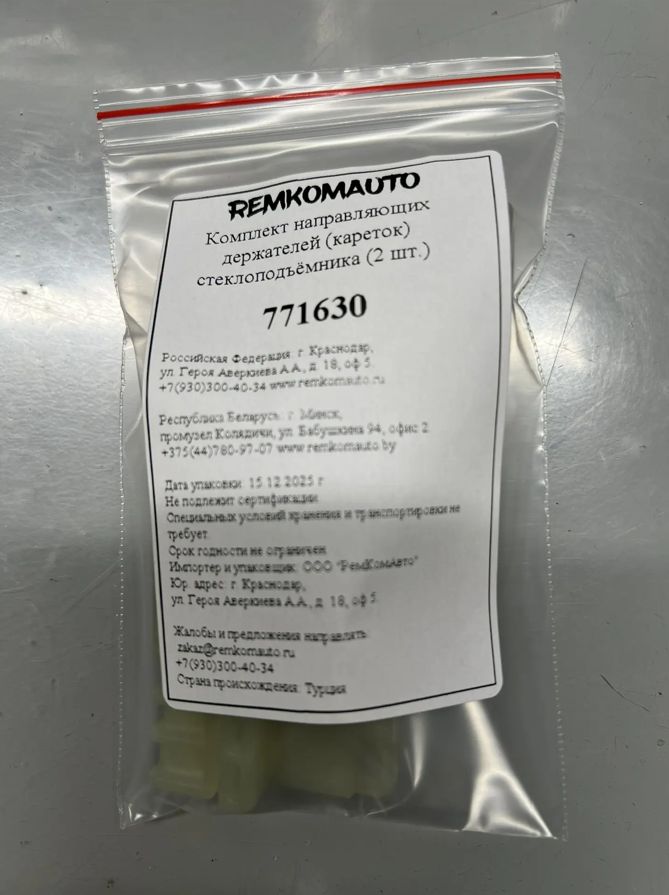 REMKOMAUTO
Комплект направляющих
держателей (кареток)
стеклоподъёмника (2 шт.)
771630
Российская Федерация: г. Краснодар,
ул. Героя Аверкиева А.А., д. 18, оф 5.
+7(930)300-40-34 www.remkomauto.ru
Республика Беларусь: г. Минск,
промузел Колядичи, ул. Бабушкина 94, офис 2.
+375(44)780-97-07 www.remkomauto.by
Дата упаковки: 15.12.2025 г.
Не подлежит сертификации.
Специальных условий хранения и транспортировки не
требует.
Срок годности не ограничен
Импортер и упаковщик: ООО "РемКомАвто"
Юр. адрес: г. Краснодар,
ул. Героя Аверкиева А.А., д. 18, оф 5.
Жалобы и предложения направлять:
zakaz@remkomauto.ru
+7(930)300-40-34
Страна происхождения: Турция